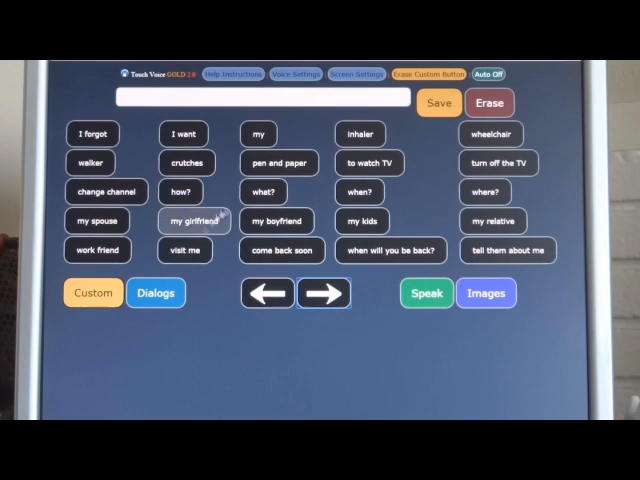 Touch Voice GOLD 2.0 Help Instructions Voice Settings Screen Settings Erase Custom Button Auto Off
Save Erase
I forgot I want my inhaler wheelchair
walker crutches pen and paper to watch TV turn off the TV
change channel how? what? when? where?
my spouse my girlfriend my boyfriend my kids my relative
work friend visit me come back soon when will you be back? tell them about me
Custom Dialogs Speak Images